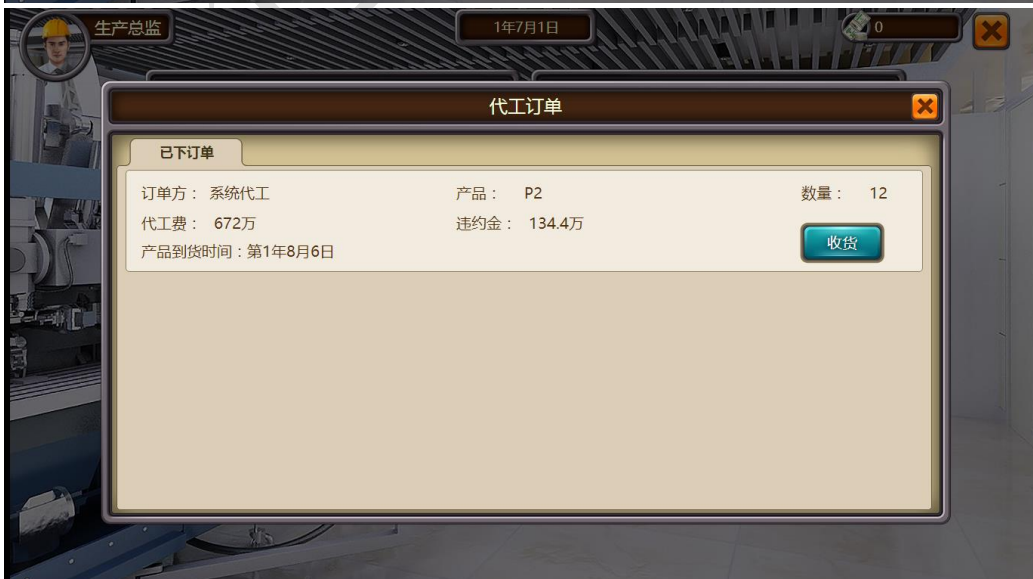 生产总监
1年7月1日
0
代工订单
已下订单
订单方： 系统代工
产品： P2
数量： 12
代工费： 672万
违约金： 134.4万
收货
产品到货时间：第1年8月6日